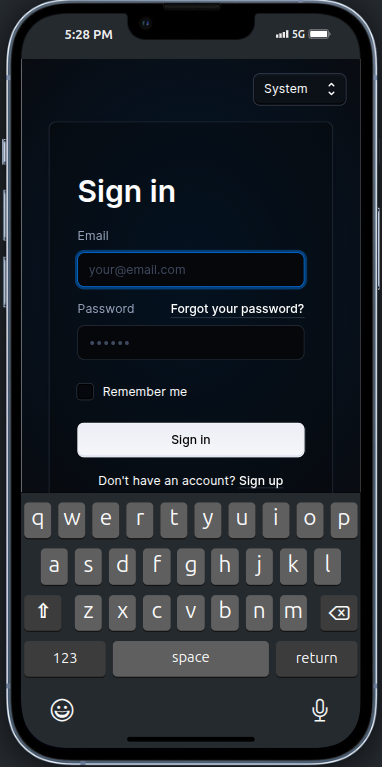 5:28 PM 5G
System
Sign in
Email
your@email.com
Password Forgot your password?
••••••
Remember me
Sign in
Don't have an account? Sign up
q w e r t y u i o p
a s d f g h j k l
z x c v b n m
123 space return